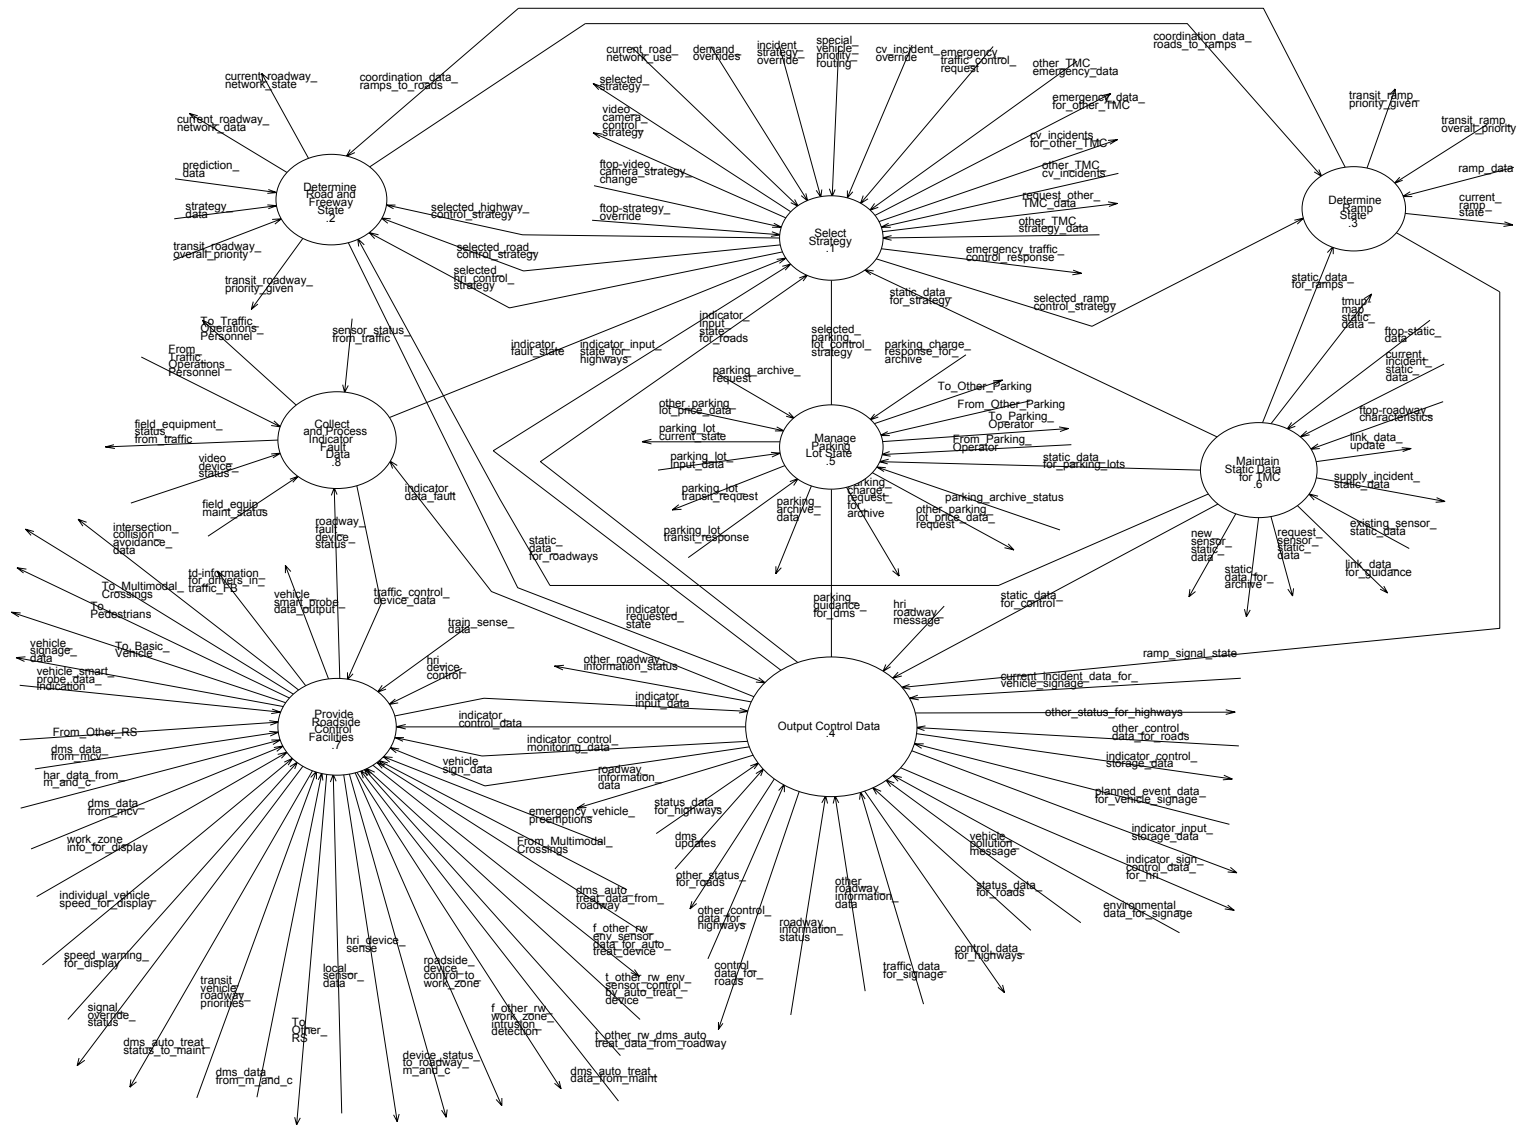 current_roadway_
network_state
coordination_data_
ramps_to_roads
current_road_
network_use
demand_
overrides
incident_
strategy_
override
special_
vehicle_
priority_
routing
cv_incident_
override
emergency_
traffic_control_
request
other_TMC_
emergency_data
coordination_data_
roads_to_ramps
selected_
strategy
emergency_data_
for_other_TMC
transit_ramp_
priority_given
current_roadway_
network_data
video_
camera_
control_
strategy
cv_incidents_
for_other_TMC
transit_ramp_
overall_priority
prediction_
data
ftop-video_
camera_strategy_
change
other_TMC_
cv_incidents
ramp_data
strategy_
data
ftop-strategy_
override
request_other_
TMC_data
current_
ramp_
state_
transit_roadway_
overall_priority
other_TMC_
strategy_data
transit_roadway_
priority_given
emergency_traffic_
control_response
Determine
Road and
Freeway
State
.2
selected_highway_
control_strategy
selected_road_
control_strategy
selected_
hri_control_
strategy
Select
Strategy
.1
Determine
Ramp
State
.3
static_data_
for_strategy
selected_ramp_
control_strategy
static_data_
for_ramps
tmup_
map_
static_
data_
To_Traffic_
Operations_
Personnel
From_
Traffic_
Operations_
Personnel
sensor_status_
from_traffic
indicator_
fault_state
indicator_input_
state_for_
highways
indicator_
input_
state_
for_roads
selected_
parking_
lot_control_
strategy
parking_charge_
response_for_
archive
ftop-static_
data
current_
incident_
static_
data
parking_archive_
request
To_Other_Parking
other_parking_
lot_price_data
From_Other_Parking
To_Parking_
Operator
ftop-roadway_
characteristics
field_equipment_
status_
from_traffic
Collect
and Process
Indicator
Fault
Data
.8
parking_lot_
current_state
Manage
Parking
Lot State
.5
From_Parking_
Operator
link_data_
update
video_
device_
status
parking_lot_
input_data
static_data_
for_parking_lots
Maintain
Static Data
for TMC
.6
supply_incident_
static_data
field_equip_
maint_status
indicator_
data_fault
parking_lot_
transit_request
parking_
archive_
data
parking_
charge_
request_
for_
archive
parking_archive_status
other_parking_
lot_price_data_
request
existing_sensor_
static_data
intersection_
collision_
avoidance_
data
roadway_
fault_
device_
status_
static_
data_
for_roadways
parking_lot_
transit_response
new_
sensor_
static_
data
request_
sensor_
static_
data
link_data_
for_guidance
static_
data_for_
archive
To_Multimodal_
Crossings
td-information_
for_drivers_in_
traffic_FB
vehicle_
smart_probe_
data_output
traffic_control_
device_data
To_
Pedestrians
indicator_
requested_
state
parking_
guidance_
for_dms
hri_
roadway_
message
static_data_
for_control
train_sense_
data
vehicle_
signage_
data
To_Basic_
Vehicle
hri_
device_
control
other_roadway_
information_status
ramp_signal_state
vehicle_smart_
probe_data_
indication
current_incident_data_for_
vehicle_signage
indicator_
input_data
other_status_for_highways
From_Other_RS
Provide
Roadside
Control
Facilities
.7
indicator_
control_data
Output Control Data
.4
other_control_
data_for_roads
dms_data_
from_mcv
indicator_control_
monitoring_data
indicator_control_
storage_data
har_data_from_
m_and_c
vehicle_
sign_data
roadway_
information_
data
planned_event_data_
for_vehicle_signage
dms_data_
from_mcv
emergency_vehicle_
preemptions
status_data_
for_highways
indicator_input_
storage_data
work_zone_
info_for_display
From_Multimodal_
Crossings
dms_
updates
vehicle_
pollution_
message
indicator_sign_
control_data_
for_hri
individual_vehicle_
speed_for_display
dms_auto_
treat_data_from_
roadway
other_status_
for_roads
other_
roadway_
information_
data
status_data_
for_roads
environmental_
data_for_signage
speed_warning_
for_display
hri_device_
sense
f_other_rw_
env_sensor_
data_for_auto_
treat_device
other_control_
data_for_
highways
roadway_
information_
status
control_data_
for_highways
transit_
vehicle_
roadway_
priorities
local_
sensor_
data
roadside_
device_
control_to_
work_zone
t_other_rw_env_
sensor_control_
by_auto_treat_
device
control_
data_for_
roads
traffic_data_
for_signage
signal_
override_
status
To_
Other_
RS
f_other_rw_
work_zone_
intrusion_
detection
t_other_rw_dms_auto_
treat_data_from_roadway
dms_auto_treat_
status_to_maint
device_status_
to_roadway_
m_and_c
dms_data_
from_m_and_c
dms_auto_treat_
data_from_maint